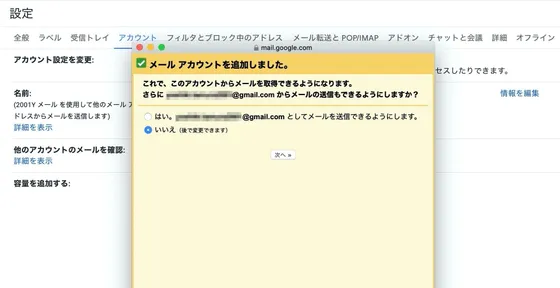 設定
全般 ラベル 受信トレイ アカウント フィルタとブロック中のアドレス メール転送と POP/IMAP アドオン チャットと会議 詳細 オフライン
mail.google.com
アカウント設定を変更:
セスしたりできます。
メール アカウントを追加しました。
これで、このアカウントからメールを取得できるようになります。
さらに @gmail.com からメールの送信もできるようにしますか?
名前:
(2001Y メール を使用して他のメール ア
ドレスからメールを送信します)
詳細を表示
情報を編集
はい。 @gmail.com としてメールを送信できるようにします。
いいえ (後で変更できます)
他のアカウントのメールを確認:
詳細を表示
次へ »
容量を追加する: